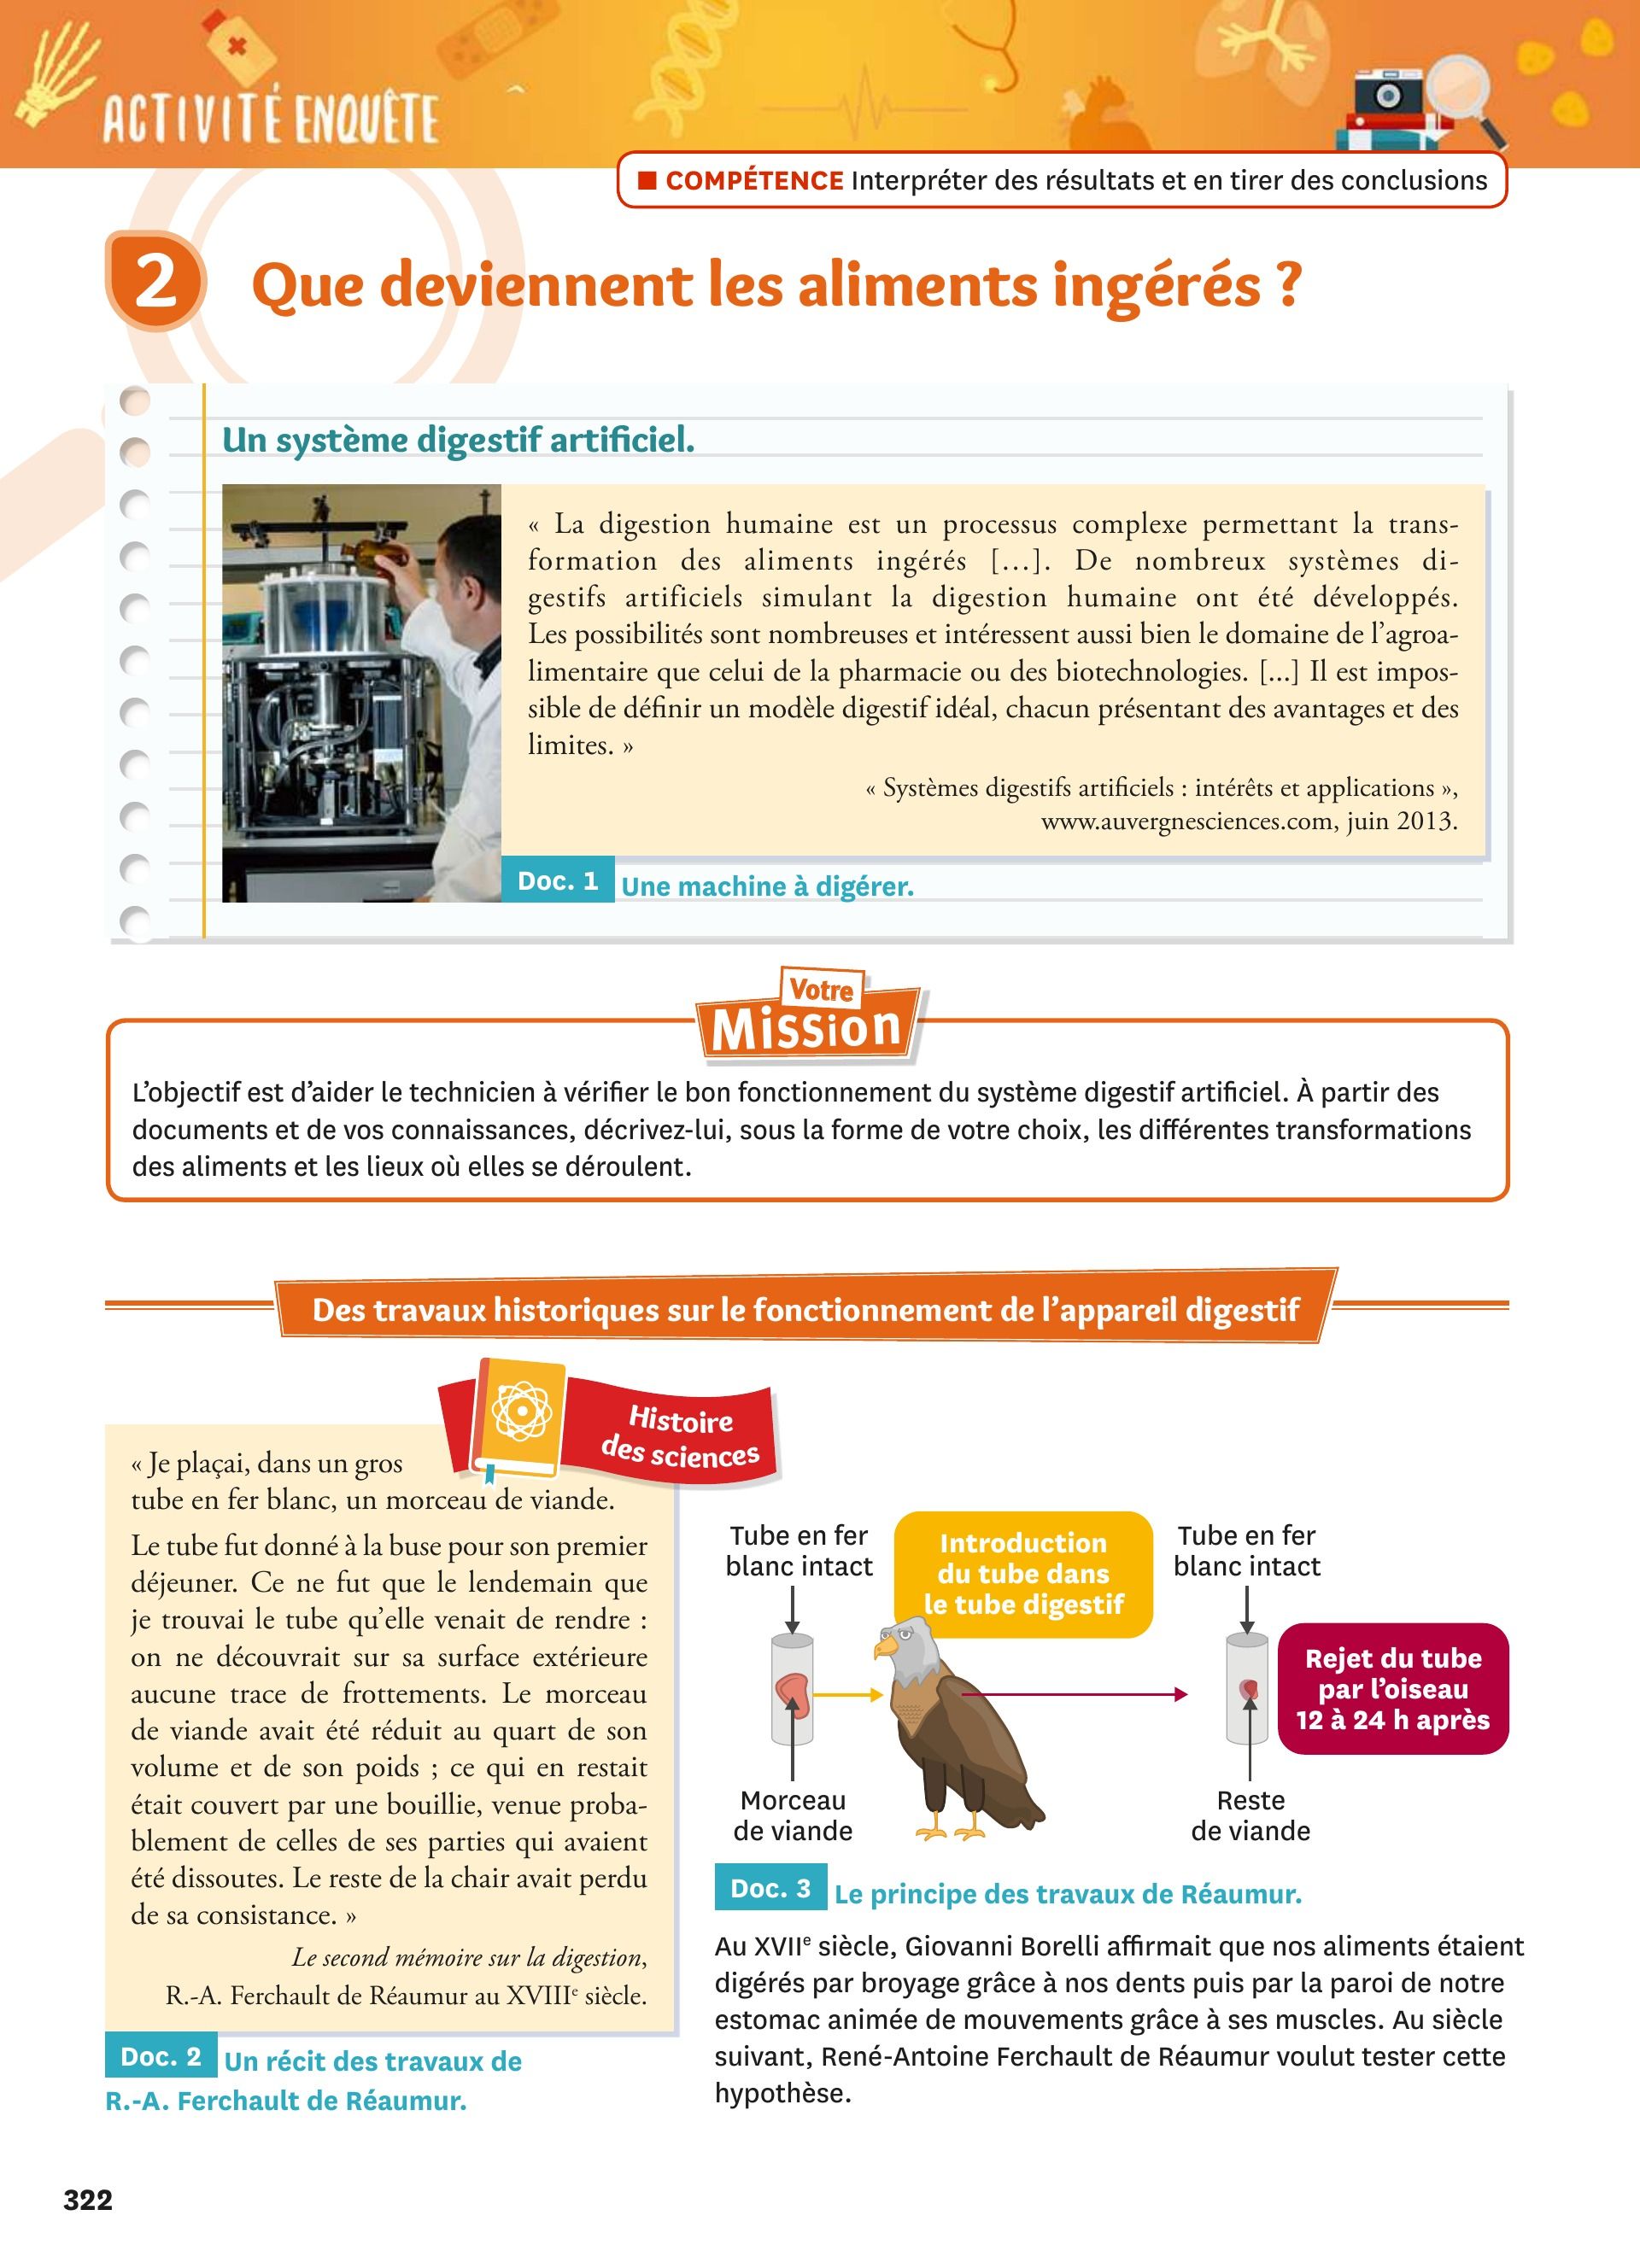 ACTIVITÉ ENQUÊTE
■ COMPÉTENCE Interpréter des résultats et en tirer des conclusions
2 Que deviennent les aliments ingérés ?
Un système digestif artificiel.
« La digestion humaine est un processus complexe permettant la trans-
formation des aliments ingérés [...]. De nombreux systèmes di-
gestifs artificiels simulant la digestion humaine ont été développés.
Les possibilités sont nombreuses et intéressent aussi bien le domaine de l’agroa-
limentaire que celui de la pharmacie ou des biotechnologies. [...] Il est impos-
sible de définir un modèle digestif idéal, chacun présentant des avantages et des
limites. »
« Systèmes digestifs artificiels : intérêts et applications »,
www.auvergnesciences.com, juin 2013.
Doc. 1 Une machine à digérer.
Votre
Mission
L’objectif est d’aider le technicien à vérifier le bon fonctionnement du système digestif artificiel. À partir des
documents et de vos connaissances, décrivez-lui, sous la forme de votre choix, les différentes transformations
des aliments et les lieux où elles se déroulent.
Des travaux historiques sur le fonctionnement de l’appareil digestif
Histoire
des sciences
« Je plaçai, dans un gros
tube en fer blanc, un morceau de viande.
Le tube fut donné à la buse pour son premier
déjeuner. Ce ne fut que le lendemain que
je trouvai le tube qu’elle venait de rendre :
on ne découvrait sur sa surface extérieure
aucune trace de frottements. Le morceau
de viande avait été réduit au quart de son
volume et de son poids ; ce qui en restait
était couvert par une bouillie, venue proba-
blement de celles de ses parties qui avaient
été dissoutes. Le reste de la chair avait perdu
de sa consistance. »
Le second mémoire sur la digestion,
R.-A. Ferchault de Réaumur au XVIIIe siècle.
Doc. 2 Un récit des travaux de
R.-A. Ferchault de Réaumur.
Tube en fer
blanc intact
Introduction
du tube dans
le tube digestif
Tube en fer
blanc intact
Rejet du tube
par l’oiseau
12 à 24 h après
Morceau
de viande
Reste
de viande
Doc. 3 Le principe des travaux de Réaumur.
Au XVIIe siècle, Giovanni Borelli affirmait que nos aliments étaient
digérés par broyage grâce à nos dents puis par la paroi de notre
estomac animée de mouvements grâce à ses muscles. Au siècle
suivant, René-Antoine Ferchault de Réaumur voulut tester cette
hypothèse.
322